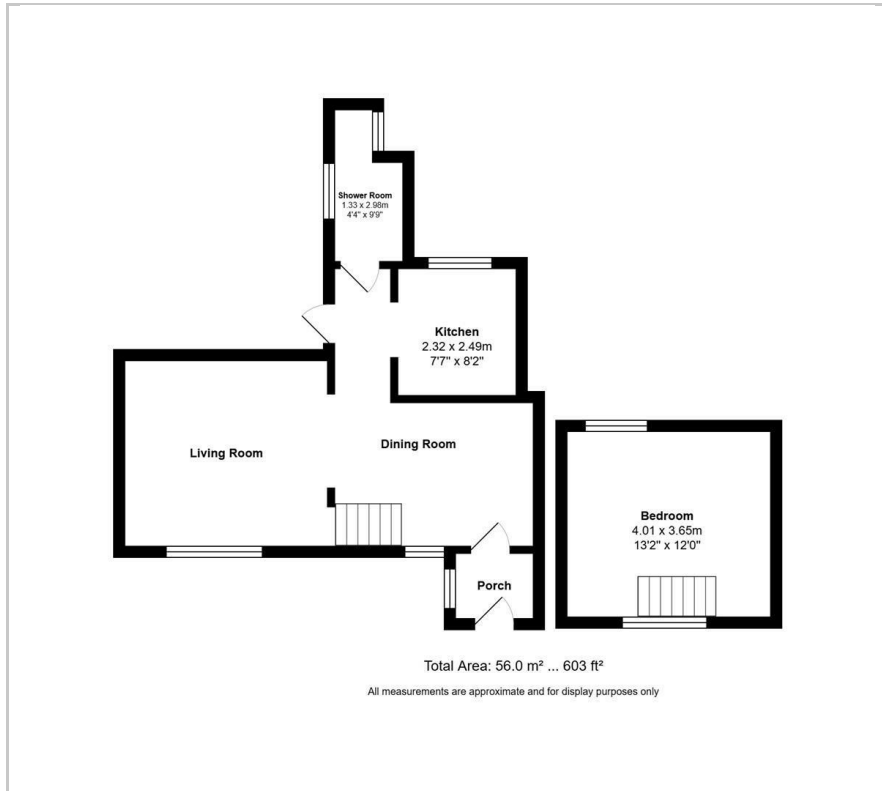 Shower Room
1.33 x 2.98m
4'4" x 9'9"
Kitchen
2.32 x 2.49m
7'7" x 8'2"
Living Room
Dining Room
Bedroom
4.01 x 3.65m
13'2" x 12'0"
Porch
Total Area: 56.0 m² ... 603 ft²
All measurements are approximate and for display purposes only